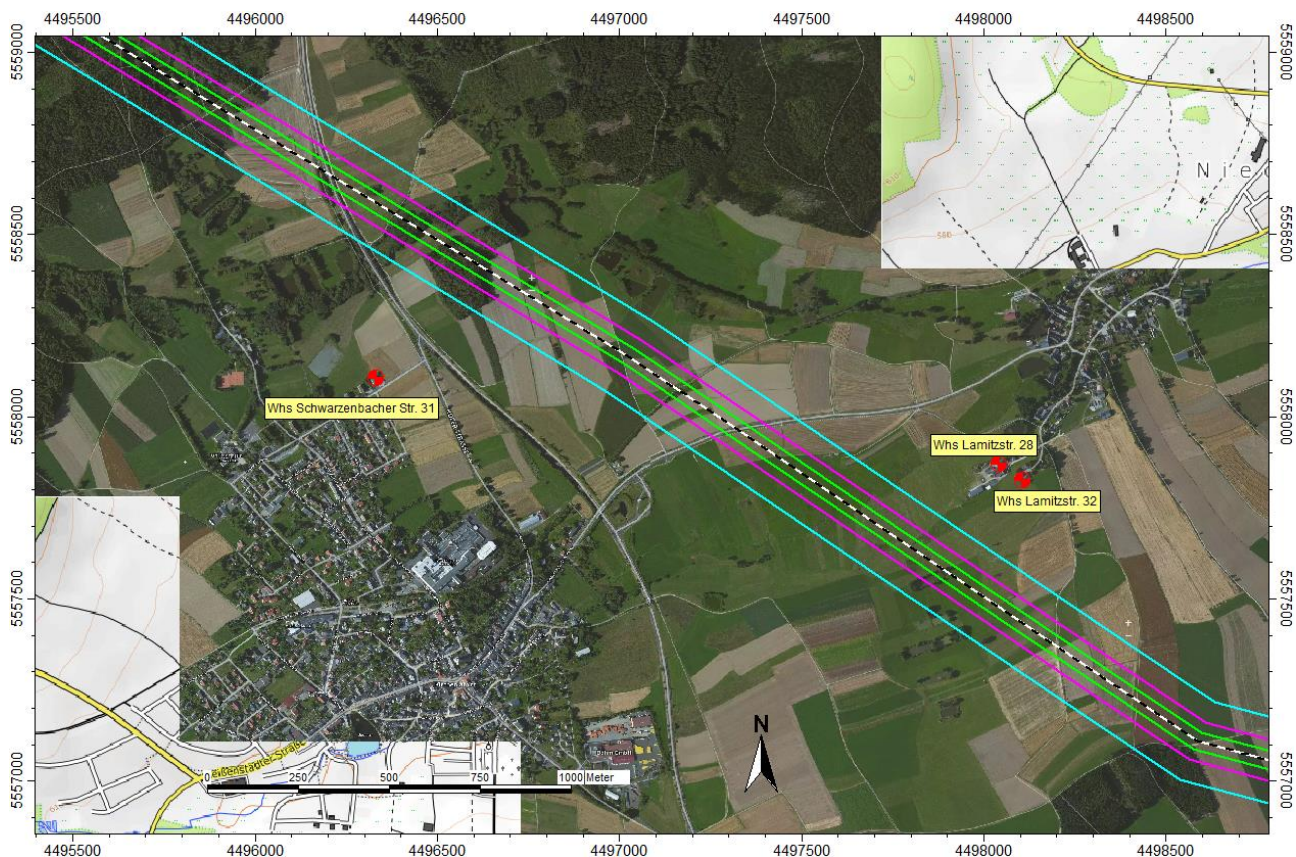 4495500 4496000 4496500 4497000 4497500 4498000 4498500
5559000 5559000
Nie
5558500 5558500
Whs Schwarzenbacher Str. 31
5558000 5558000
Whs Lamitzstr. 28
Whs Lamitzstr. 32
5557500 5557500
N
eißenstädter-Straße
0 250 500 750 1000 Meter
5557000 5557000
4495500 4496000 4496500 4497000 4497500 4498000 4498500